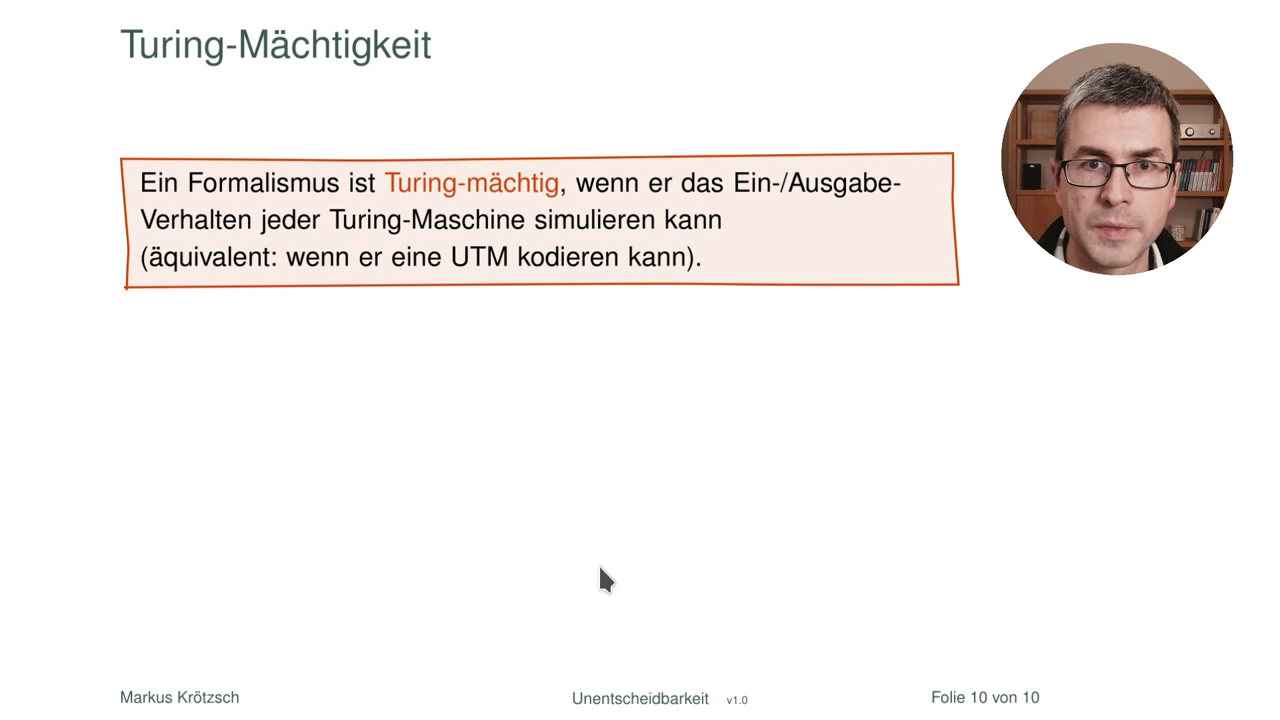 Turing-Mächtigkeit
Ein Formalismus ist Turing-mächtig, wenn er das Ein-/Ausgabe-
Verhalten jeder Turing-Maschine simulieren kann
(äquivalent: wenn er eine UTM kodieren kann).
Markus Krötzsch
Unentscheidbarkeit v1.0
Folie 10 von 10